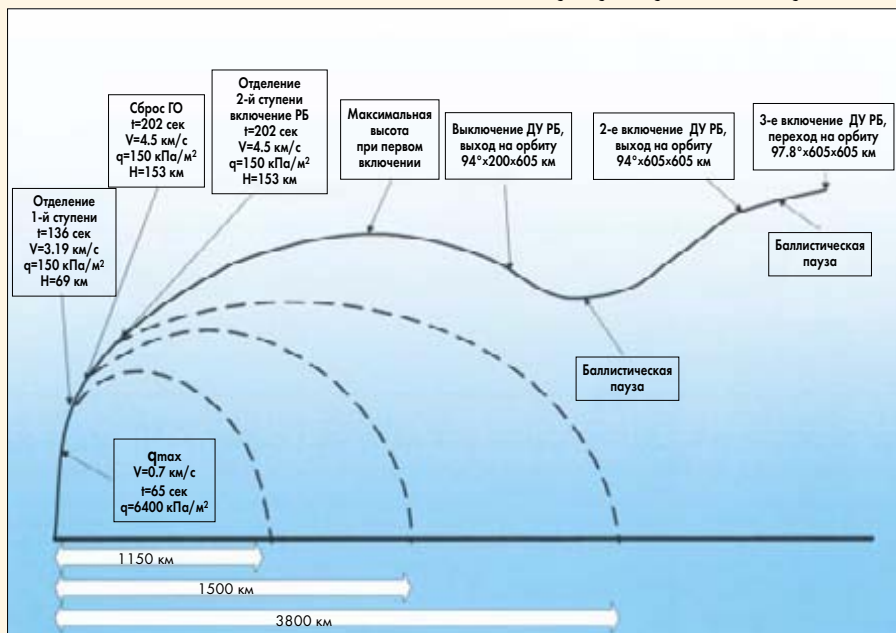 Отделение
1-й ступени
t=136 сек
V=3.19 км/с
q=150 кПа/м²
H=69 км
Сброс ГО
t=202 сек
V=4.5 км/с
q=150 кПа/м²
H=153 км
Отделение
2-й ступени
включение РБ
t=202 сек
V=4.5 км/с
q=150 кПа/м²
H=153 км
Максимальная
высота
при первом
включении
Выключение ДУ РБ,
выход на орбиту
94°×200×605 км
2-е включение ДУ РБ,
выход на орбиту
94°×605×605 км
3-е включение ДУ РБ,
переход на орбиту
97.8°×605×605 км
Баллистическая
пауза
Баллистическая
пауза
qmax
V=0.7 км/с
t=65 сек
q=6400 кПа/м²
1150 км
1500 км
3800 км